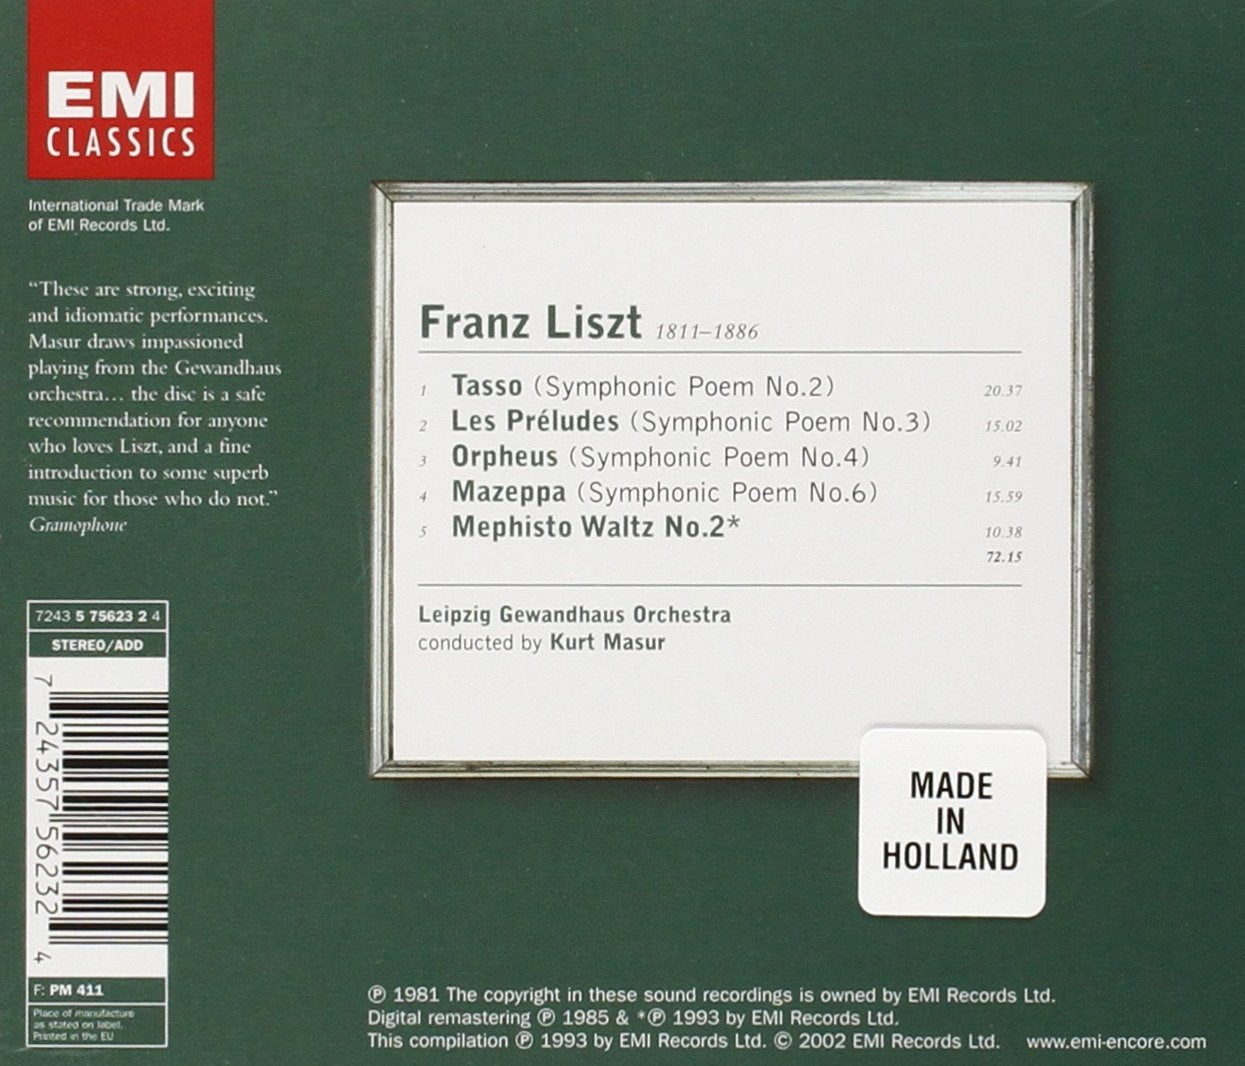 EMI
CLASSICS
International Trade Mark
of EMI Records Ltd.
“These are strong, exciting
and idiomatic performances.
Masur draws impassioned
playing from the Gewandhaus
orchestra... the disc is a safe
recommendation for anyone
who loves Liszt, and a fine
introduction to some superb
music for those who do not.”
Gramophone
7243 5 75623 2 4
STEREO/ADD
7 24357 56232 4
F: PM 411
Place of manufacture
as stated on label.
Printed in the EU
Franz Liszt 1811–1886
1 Tasso (Symphonic Poem No.2) 20.37
2 Les Préludes (Symphonic Poem No.3) 15.02
3 Orpheus (Symphonic Poem No.4) 9.41
4 Mazeppa (Symphonic Poem No.6) 15.59
5 Mephisto Waltz No.2* 10.38
72.15
Leipzig Gewandhaus Orchestra
conducted by Kurt Masur
MADE
IN
HOLLAND
℗ 1981 The copyright in these sound recordings is owned by EMI Records Ltd.
Digital remastering ℗ 1985 & *℗ 1993 by EMI Records Ltd.
This compilation ℗ 1993 by EMI Records Ltd. © 2002 EMI Records Ltd. www.emi-encore.com